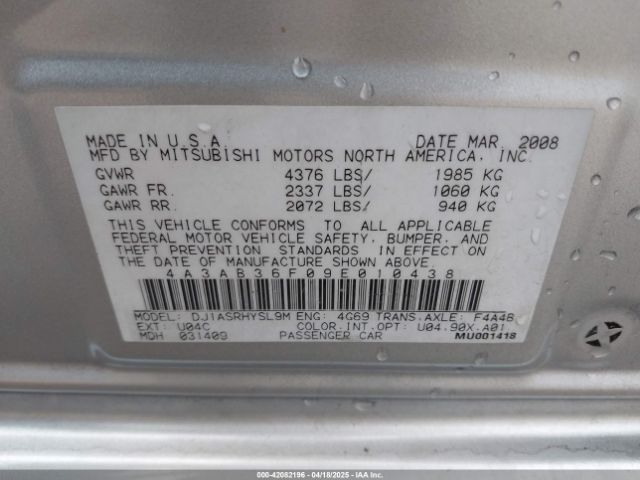 MADE IN U.S.A. DATE MAR. 2008
MFD BY MITSUBISHI MOTORS NORTH AMERICA, INC.
GVWR 4376 LBS/ 1985 KG
GAWR FR. 2337 LBS/ 1060 KG
GAWR RR. 2072 LBS/ 940 KG
THIS VEHICLE CONFORMS TO ALL APPLICABLE
FEDERAL MOTOR VEHICLE SAFETY, BUMPER, AND
THEFT PREVENTION STANDARDS IN EFFECT ON
THE DATE OF MANUFACTURE SHOWN ABOVE.
4A3AB36F09E010438
MODEL: DJ1ASRHYSL9M ENG: 4G69 TRANS.AXLE: F4A4B
EXT: U04C COLOR.INT.OPT: U04.90X.A01
MDH 031409 PASSENGER CAR MU001418
000-42082196 - 04/18/2025 - IAA